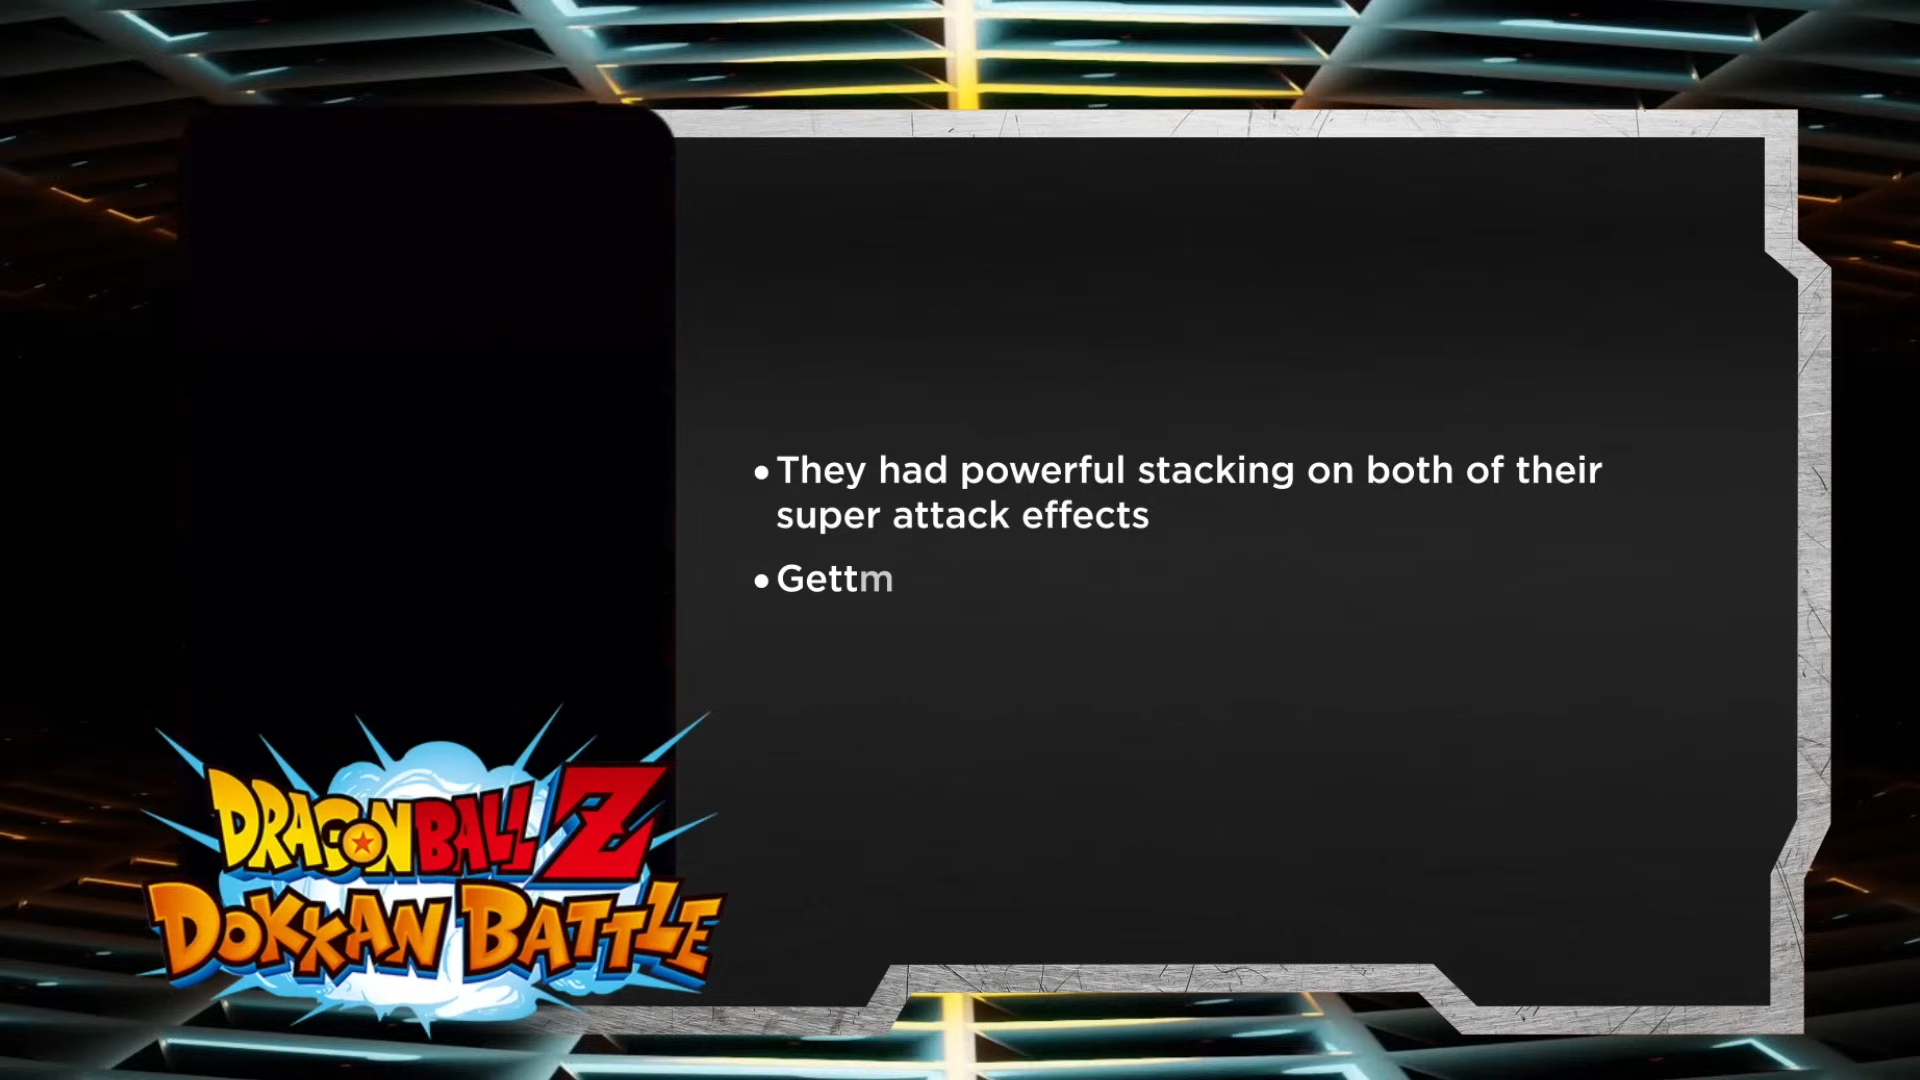 • They had powerful stacking on both of their
super attack effects
• Gettm
DRAGON BALL Z
DOKKAN BATTLE